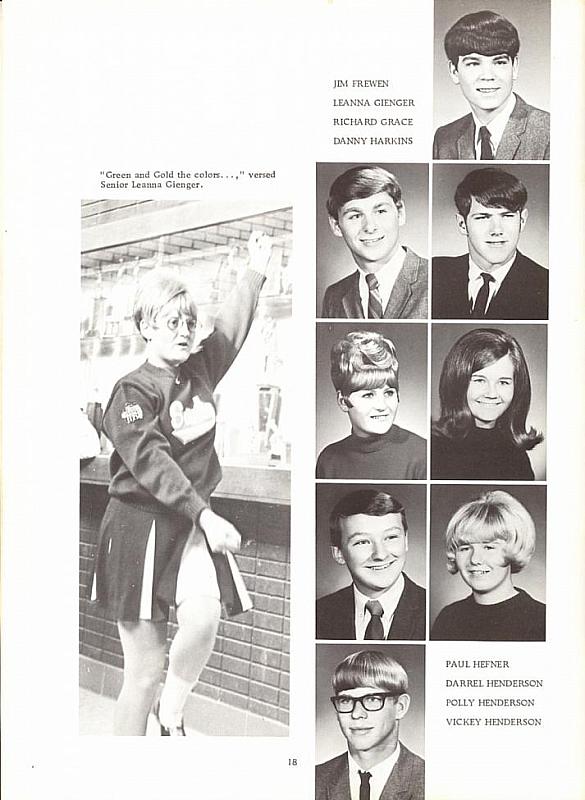 JIM FREWEN
LEANNA GIENGER
RICHARD GRACE
DANNY HARKINS
"Green and Gold the colors...," versed
Senior Leanna Gienger.
PAUL HEFNER
DARREL HENDERSON
POLLY HENDERSON
VICKEY HENDERSON
18